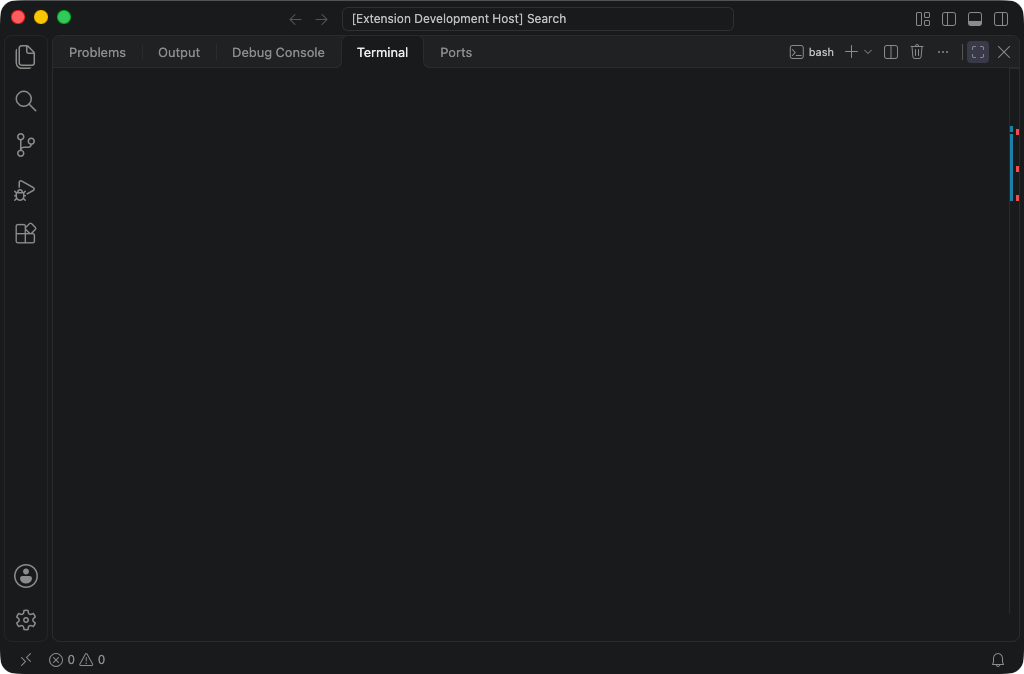 [Extension Development Host] Search
Problems Output Debug Console Terminal Ports bash
0 0